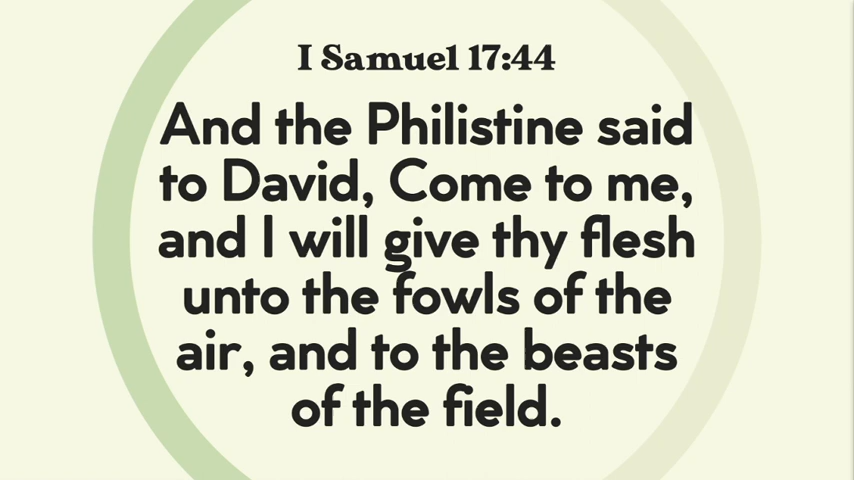 I Samuel 17:44
And the Philistine said
to David, Come to me,
and I will give thy flesh
unto the fowls of the
air, and to the beasts
of the field.